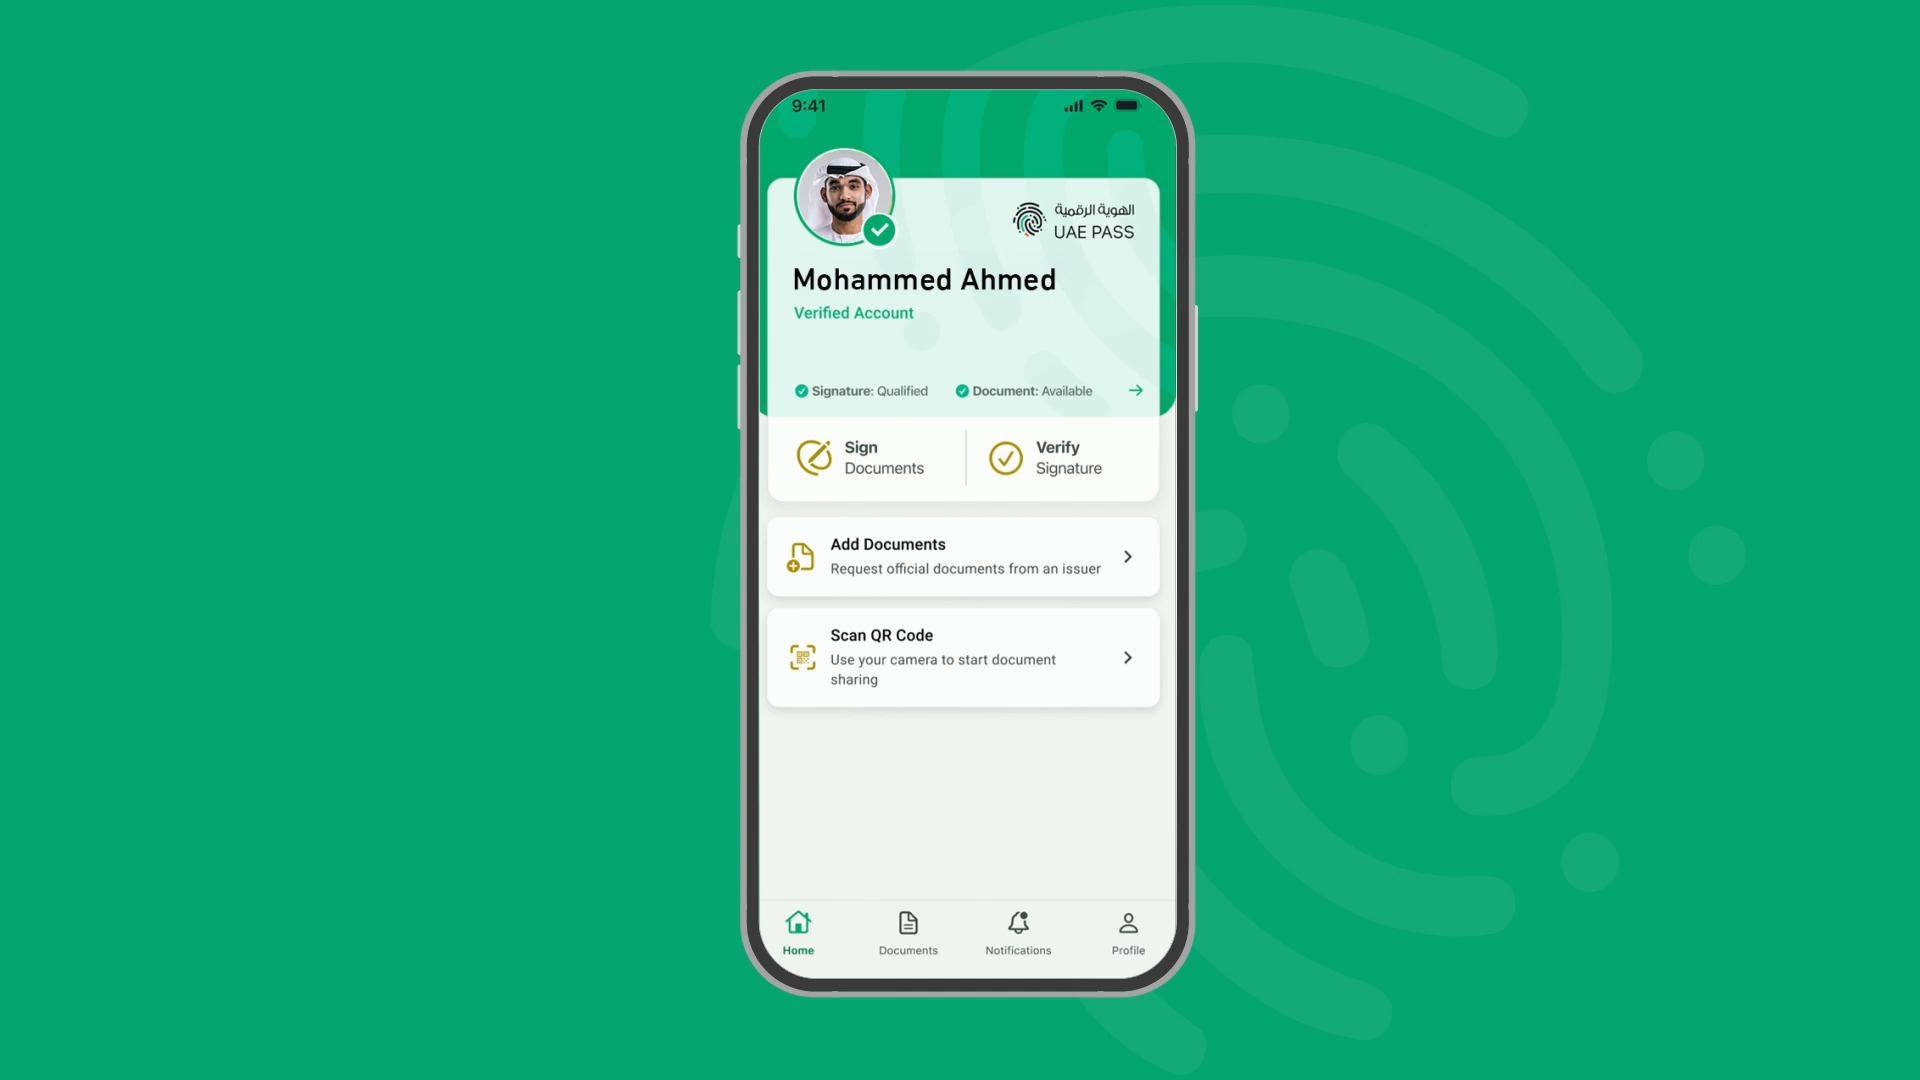 9:41
الهوية الرقمية
UAE PASS
Mohammed Ahmed
Verified Account
Signature: Qualified
Document: Available
Sign
Documents
Verify
Signature
Add Documents
Request official documents from an issuer
Scan QR Code
Use your camera to start document
sharing
Home
Documents
Notifications
Profile